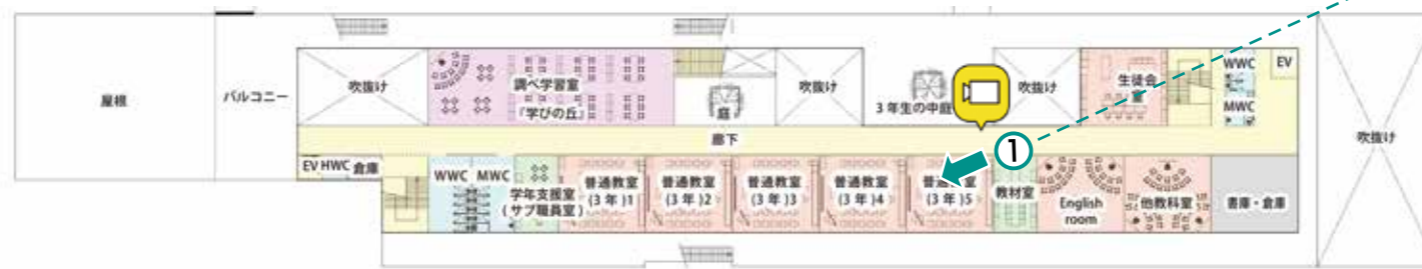 屋根
バルコニー
吹抜け
調べ学習室
『学びの丘』
庭
吹抜け
3年生の中庭
吹抜け
生徒会
室
WWC
MWC
EV
吹抜け
廊下
①
EV HWC 倉庫
WWC MWC
学年支援室
(サブ職員室)
普通教室
(3年)1
普通教室
(3年)2
普通教室
(3年)3
普通教室
(3年)4
普通教室
(3年)5
教材室
English
room
他教科室
書庫・倉庫